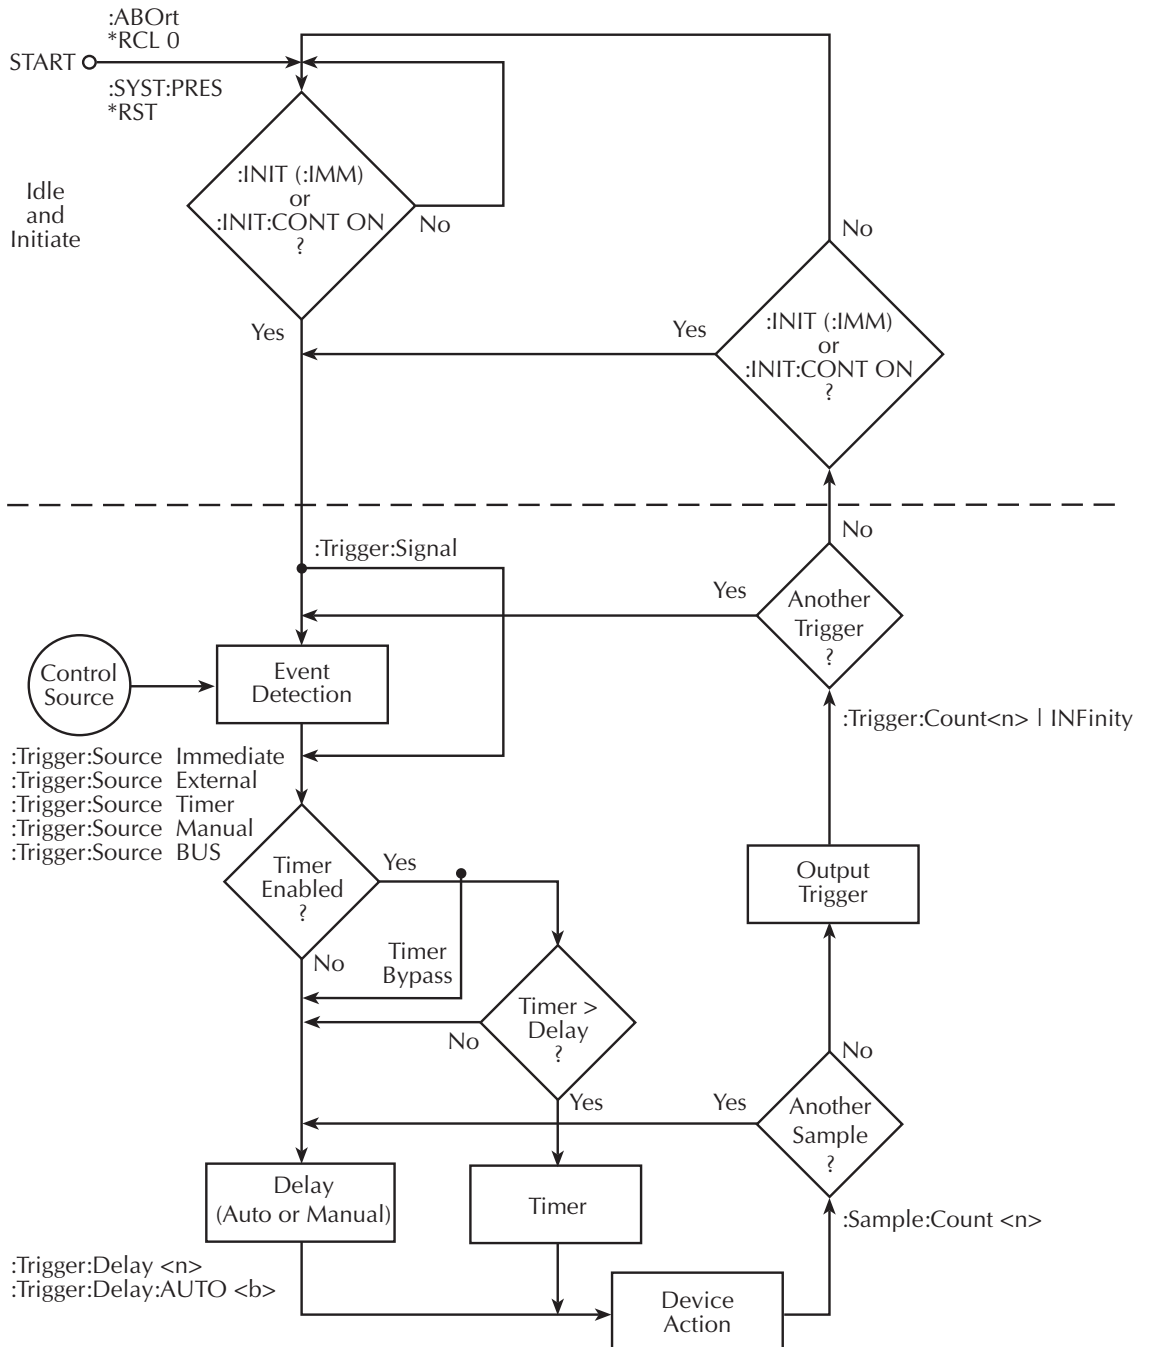 :ABOrt
*RCL 0
START
:SYST:PRES
*RST
Idle
and
Initiate
:INIT (:IMM)
or
:INIT:CONT ON
?
No
Yes
No
:INIT (:IMM)
or
:INIT:CONT ON
?
Yes
No
:Trigger:Signal
Another
Trigger
?
Yes
Control
Source
Event
Detection
:Trigger:Count<n> | INFinity
:Trigger:Source Immediate
:Trigger:Source External
:Trigger:Source Timer
:Trigger:Source Manual
:Trigger:Source BUS
Timer
Enabled
?
Yes
No
Timer
Bypass
Output
Trigger
Timer >
Delay
?
No
Yes
No
Another
Sample
?
Yes
Delay
(Auto or Manual)
Timer
:Sample:Count <n>
:Trigger:Delay <n>
:Trigger:Delay:AUTO <b>
Device
Action